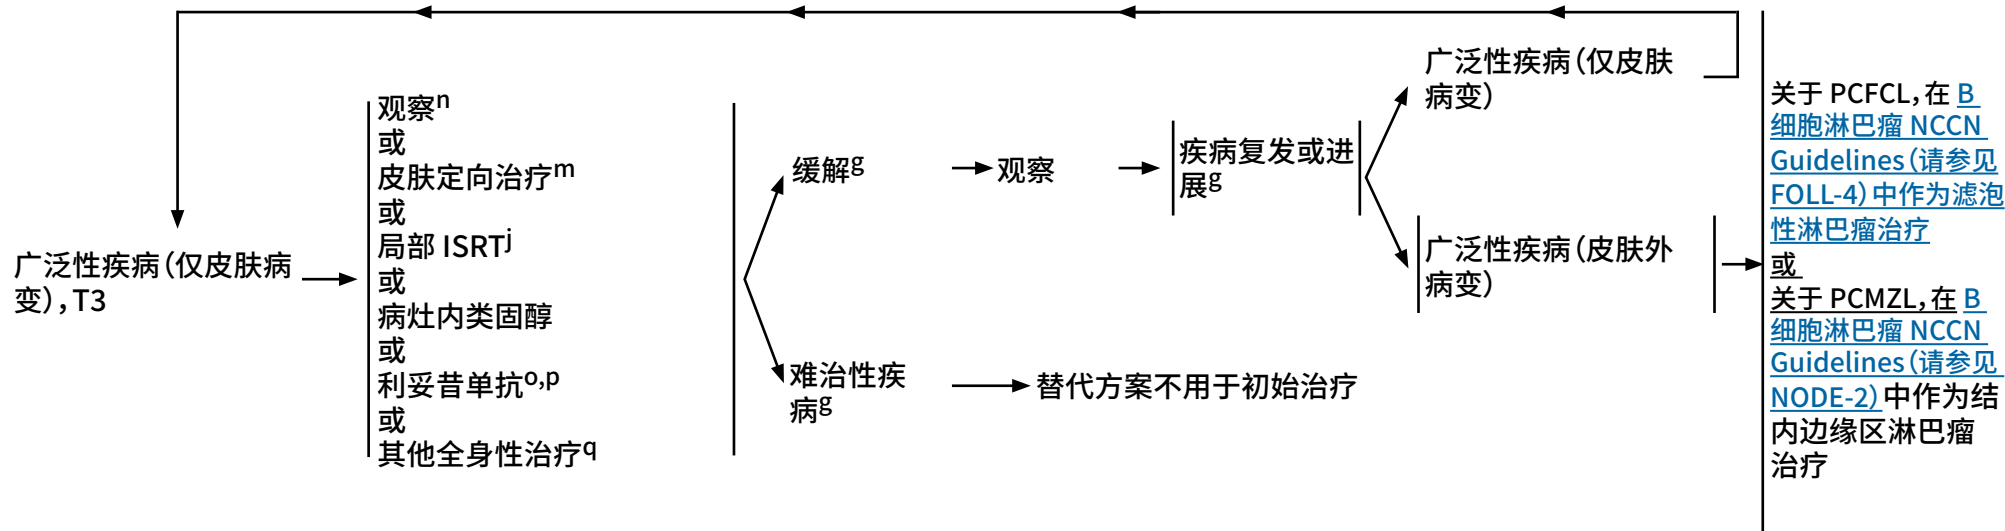 广泛性疾病（仅皮肤病
变），T3
观察n
或
皮肤定向治疗m
或
局部 ISRTj
或
病灶内类固醇
或
利妥昔单抗o,p
或
其他全身性治疗q
缓解g
观察
疾病复发或进
展g
难治性疾
病g
替代方案不用于初始治疗
广泛性疾病（仅皮肤
病变）
广泛性疾病（皮肤外
病变）
关于 PCFCL，在 B
细胞淋巴瘤 NCCN
Guidelines（请参见
FOLL-4）中作为滤泡
性淋巴瘤治疗
或
关于 PCMZL，在 B
细胞淋巴瘤 NCCN
Guidelines（请参见
NODE-2）中作为结
内边缘区淋巴瘤
治疗